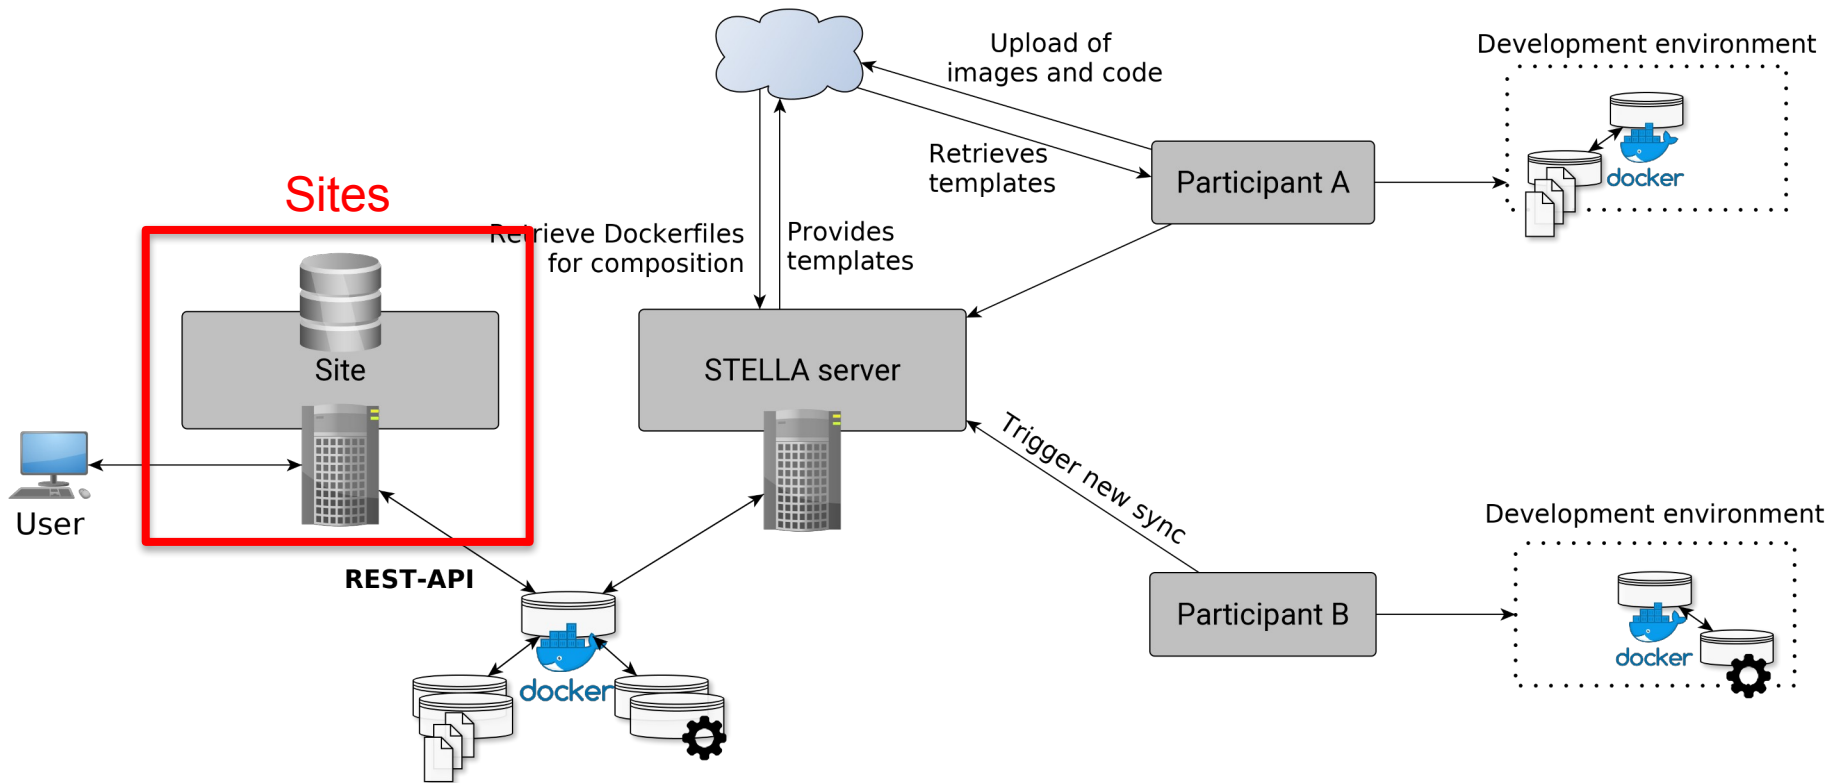 Upload of
images and code
Development environment
docker
Retrieves
templates
Participant A
Sites
Retrieve Dockerfiles
for composition
Provides
templates
Site
STELLA server
User
Trigger new sync
Development environment
REST-API
Participant B
docker
docker